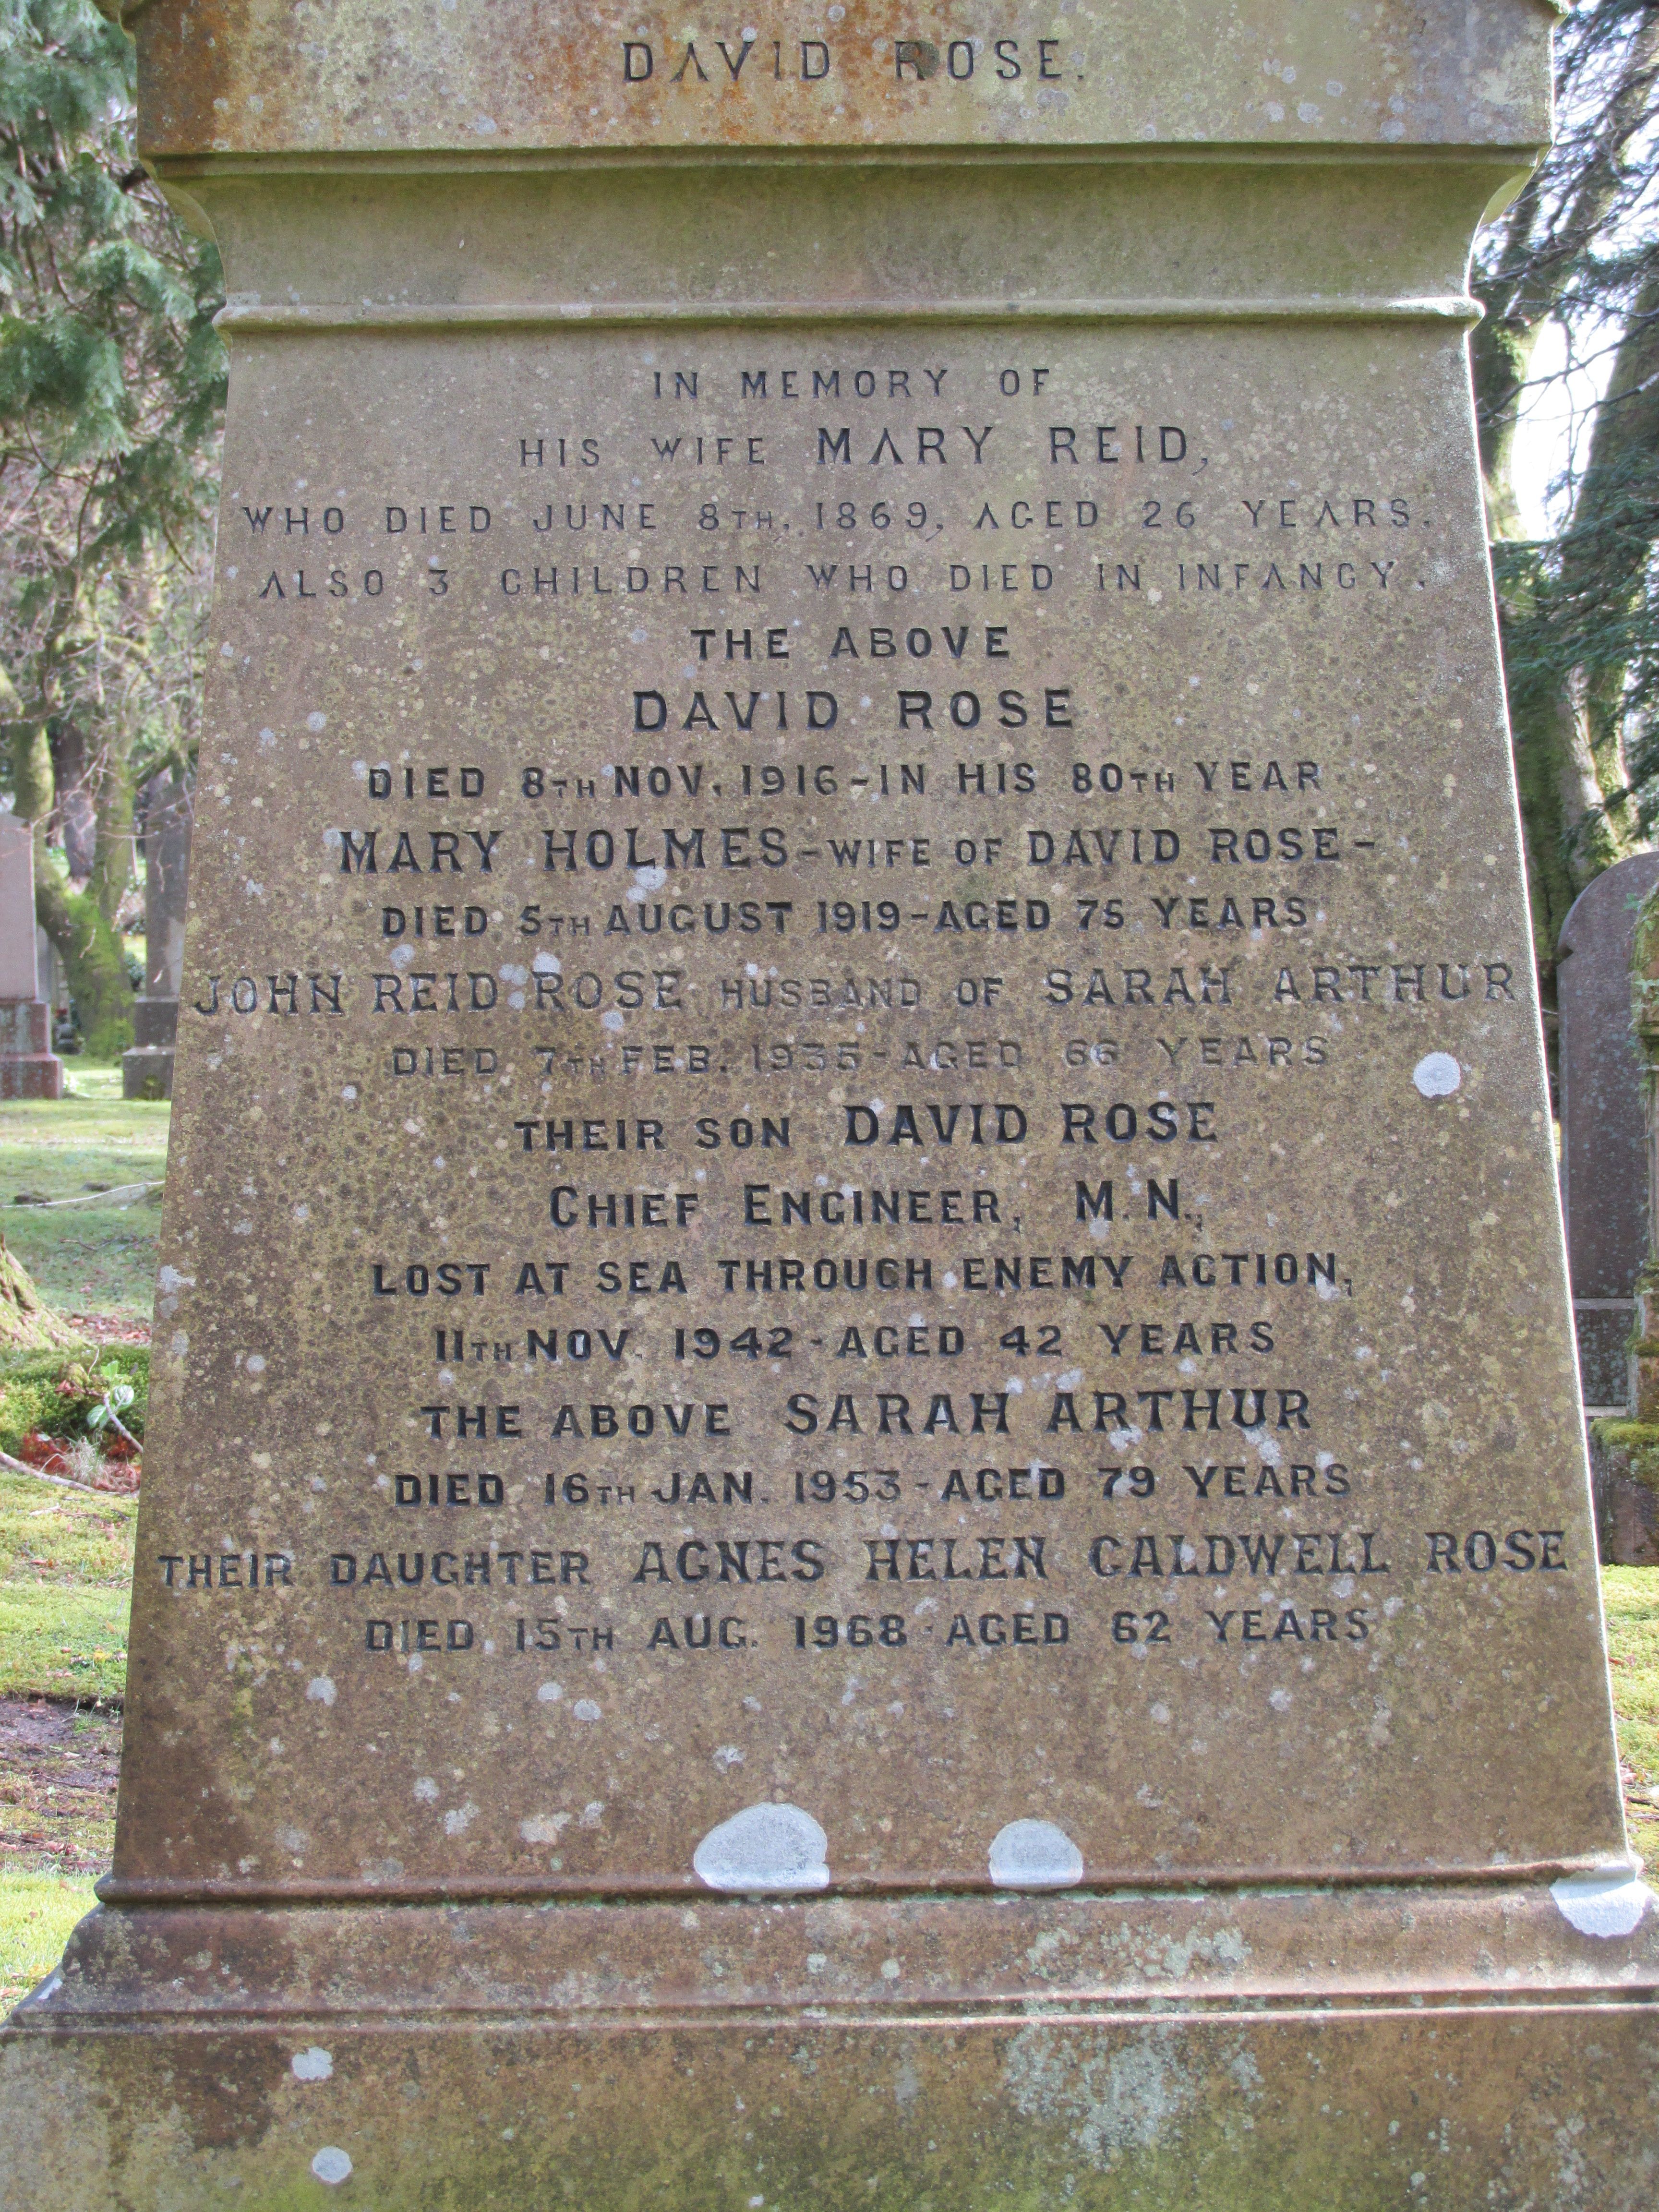 DAVID ROSE.
IN MEMORY OF
HIS WIFE MARY REID,
WHO DIED JUNE 8TH, 1869, AGED 26 YEARS.
ALSO 3 CHILDREN WHO DIED IN INFANCY.
THE ABOVE
DAVID ROSE
DIED 8TH NOV. 1916-IN HIS 80TH YEAR
MARY HOLMES-WIFE OF DAVID ROSE-
DIED 5TH AUGUST 1919-AGED 75 YEARS
JOHN REID ROSE HUSBAND OF SARAH ARTHUR
DIED 7TH FEB. 1935-AGED 66 YEARS
THEIR SON DAVID ROSE
CHIEF ENGINEER, M.N.,
LOST AT SEA THROUGH ENEMY ACTION,
11TH NOV. 1942-AGED 42 YEARS
THE ABOVE SARAH ARTHUR
DIED 16TH JAN. 1953-AGED 79 YEARS
THEIR DAUGHTER AGNES HELEN CALDWELL ROSE
DIED 15TH AUG. 1968-AGED 62 YEARS